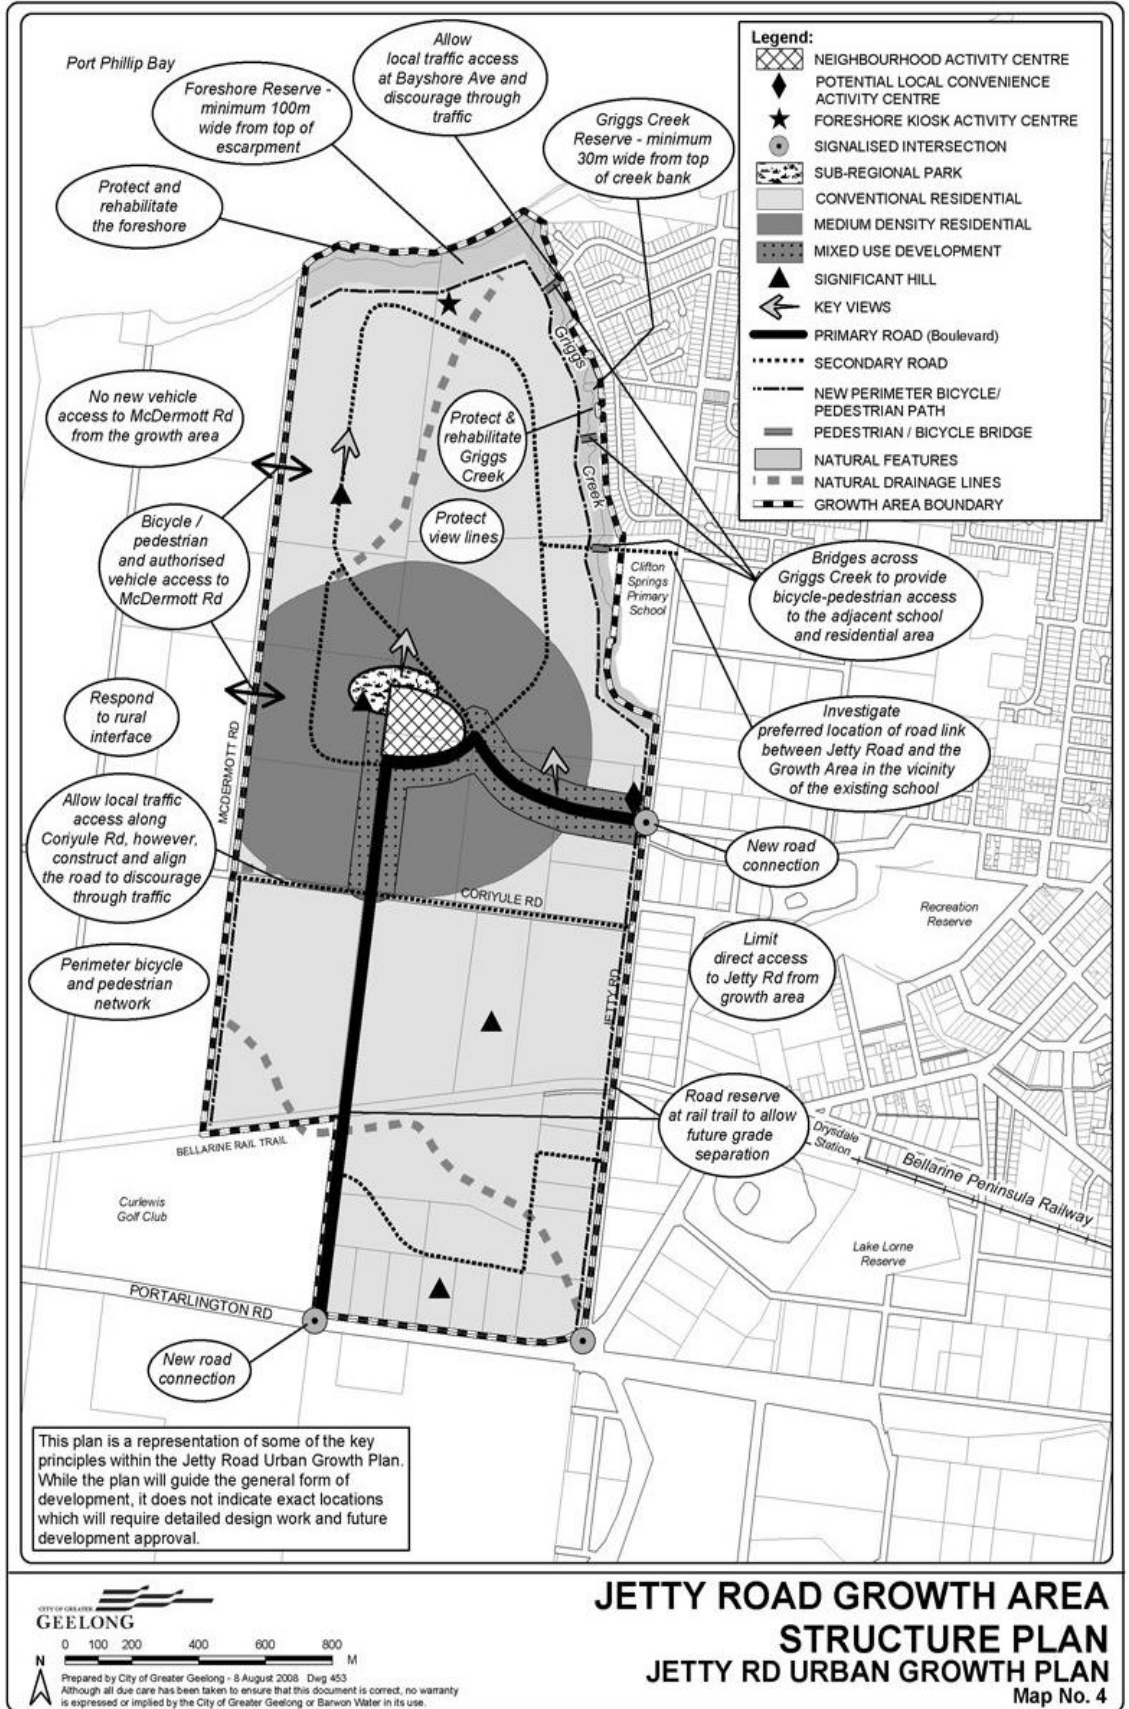 Port Phillip Bay
Foreshore Reserve -
minimum 100m
wide from top of
escarpment
Allow
local traffic access
at Bayshore Ave and
discourage through
traffic
Griggs Creek
Reserve - minimum
30m wide from top
of creek bank
Protect and
rehabilitate
the foreshore
Legend:
NEIGHBOURHOOD ACTIVITY CENTRE
POTENTIAL LOCAL CONVENIENCE
ACTIVITY CENTRE
FORESHORE KIOSK ACTIVITY CENTRE
SIGNALISED INTERSECTION
SUB-REGIONAL PARK
CONVENTIONAL RESIDENTIAL
MEDIUM DENSITY RESIDENTIAL
MIXED USE DEVELOPMENT
SIGNIFICANT HILL
KEY VIEWS
PRIMARY ROAD (Boulevard)
SECONDARY ROAD
NEW PERIMETER BICYCLE/
PEDESTRIAN PATH
PEDESTRIAN / BICYCLE BRIDGE
NATURAL FEATURES
NATURAL DRAINAGE LINES
GROWTH AREA BOUNDARY
Griggs
Creek
No new vehicle
access to McDermott Rd
from the growth area
Protect &
rehabilitate
Griggs
Creek
Protect
view lines
Bicycle /
pedestrian
and authorised
vehicle access to
McDermott Rd
Clifton
Springs
Primary
School
Bridges across
Griggs Creek to provide
bicycle-pedestrian access
to the adjacent school
and residential area
Respond
to rural
interface
MCDERMOTT RD
Investigate
preferred location of road link
between Jetty Road and the
Growth Area in the vicinity
of the existing school
Allow local traffic
access along
Coriyule Rd, however,
construct and align
the road to discourage
through traffic
New road
connection
CORIYULE RD
Recreation
Reserve
Perimeter bicycle
and pedestrian
network
Limit
direct access
to Jetty Rd from
growth area
JETTY RD
Road reserve
at rail trail to allow
future grade
separation
BELLARINE RAIL TRAIL
Drysdale
Station
Bellarine Peninsula Railway
Curlewis
Golf Club
Lake Lorne
Reserve
PORTARLINGTON RD
New road
connection
This plan is a representation of some of the key
principles within the Jetty Road Urban Growth Plan.
While the plan will guide the general form of
development, it does not indicate exact locations
which will require detailed design work and future
development approval.
CITY OF GREATER
GEELONG
0 100 200 400 600 800
M
N
Prepared by City of Greater Geelong - 8 August 2008 Dwg 453
Although all due care has been taken to ensure that this document is correct, no warranty
is expressed or implied by the City of Greater Geelong or Barwon Water in its use.
JETTY ROAD GROWTH AREA
STRUCTURE PLAN
JETTY RD URBAN GROWTH PLAN
Map No. 4